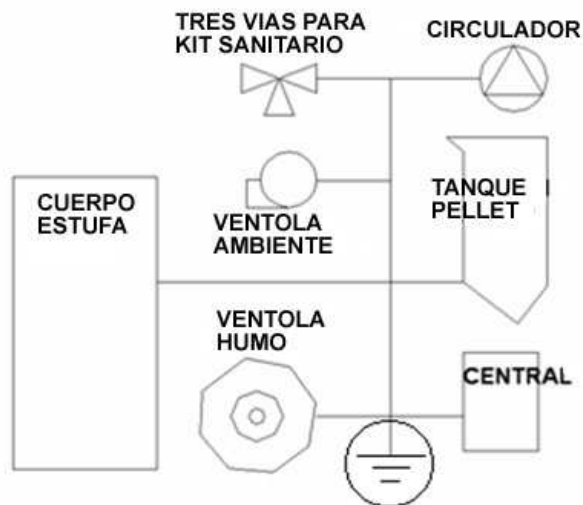 TRES VIAS PARA
KIT SANITARIO
CIRCULADOR
CUERPO
ESTUFA
VENTOLA
AMBIENTE
TANQUE
PELLET
VENTOLA
HUMO
CENTRAL